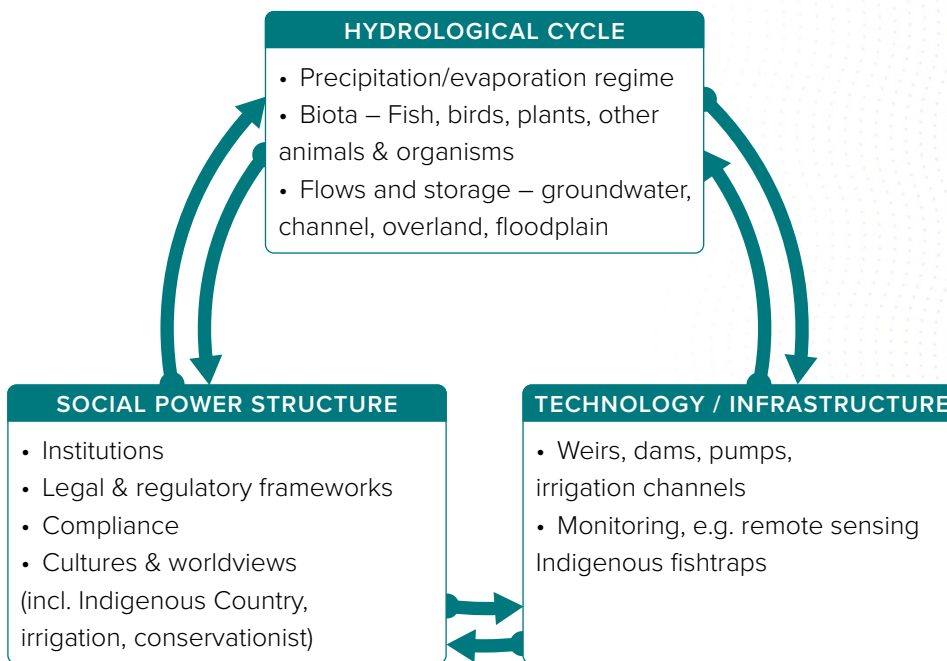 HYDROLOGICAL CYCLE
• Precipitation/evaporation regime
• Biota – Fish, birds, plants, other
animals & organisms
• Flows and storage – groundwater,
channel, overland, floodplain
SOCIAL POWER STRUCTURE
• Institutions
• Legal & regulatory frameworks
• Compliance
• Cultures & worldviews
(incl. Indigenous Country,
irrigation, conservationist)
TECHNOLOGY / INFRASTRUCTURE
• Weirs, dams, pumps,
irrigation channels
• Monitoring, e.g. remote sensing
Indigenous fishtraps